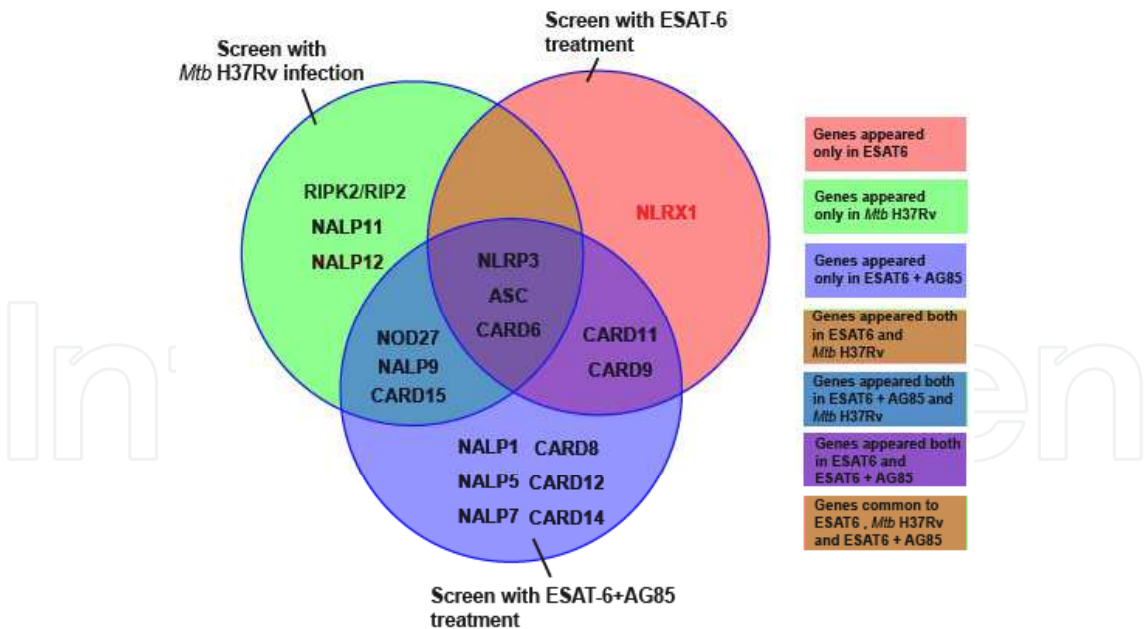 Screen with ESAT-6
treatment
Screen with
Mtb H37Rv infection
RIPK2/RIP2
NALP11
NALP12
NLRX1
NLRP3
ASC
CARD6
NOD27
NALP9
CARD15
CARD11
CARD9
NALP1 CARD8
NALP5 CARD12
NALP7 CARD14
Screen with ESAT-6+AG85
treatment
Genes appeared
only in ESAT6
Genes appeared
only in Mtb H37Rv
Genes appeared
only in ESAT6 + AG85
Genes appeared both
in ESAT6 and
Mtb H37Rv
Genes appeared both
in ESAT6 + AG85 and
Mtb H37Rv
Genes appeared both
in ESAT6 and
ESAT6 + AG85
Genes common to
ESAT6 , Mtb H37Rv
and ESAT6 + AG85